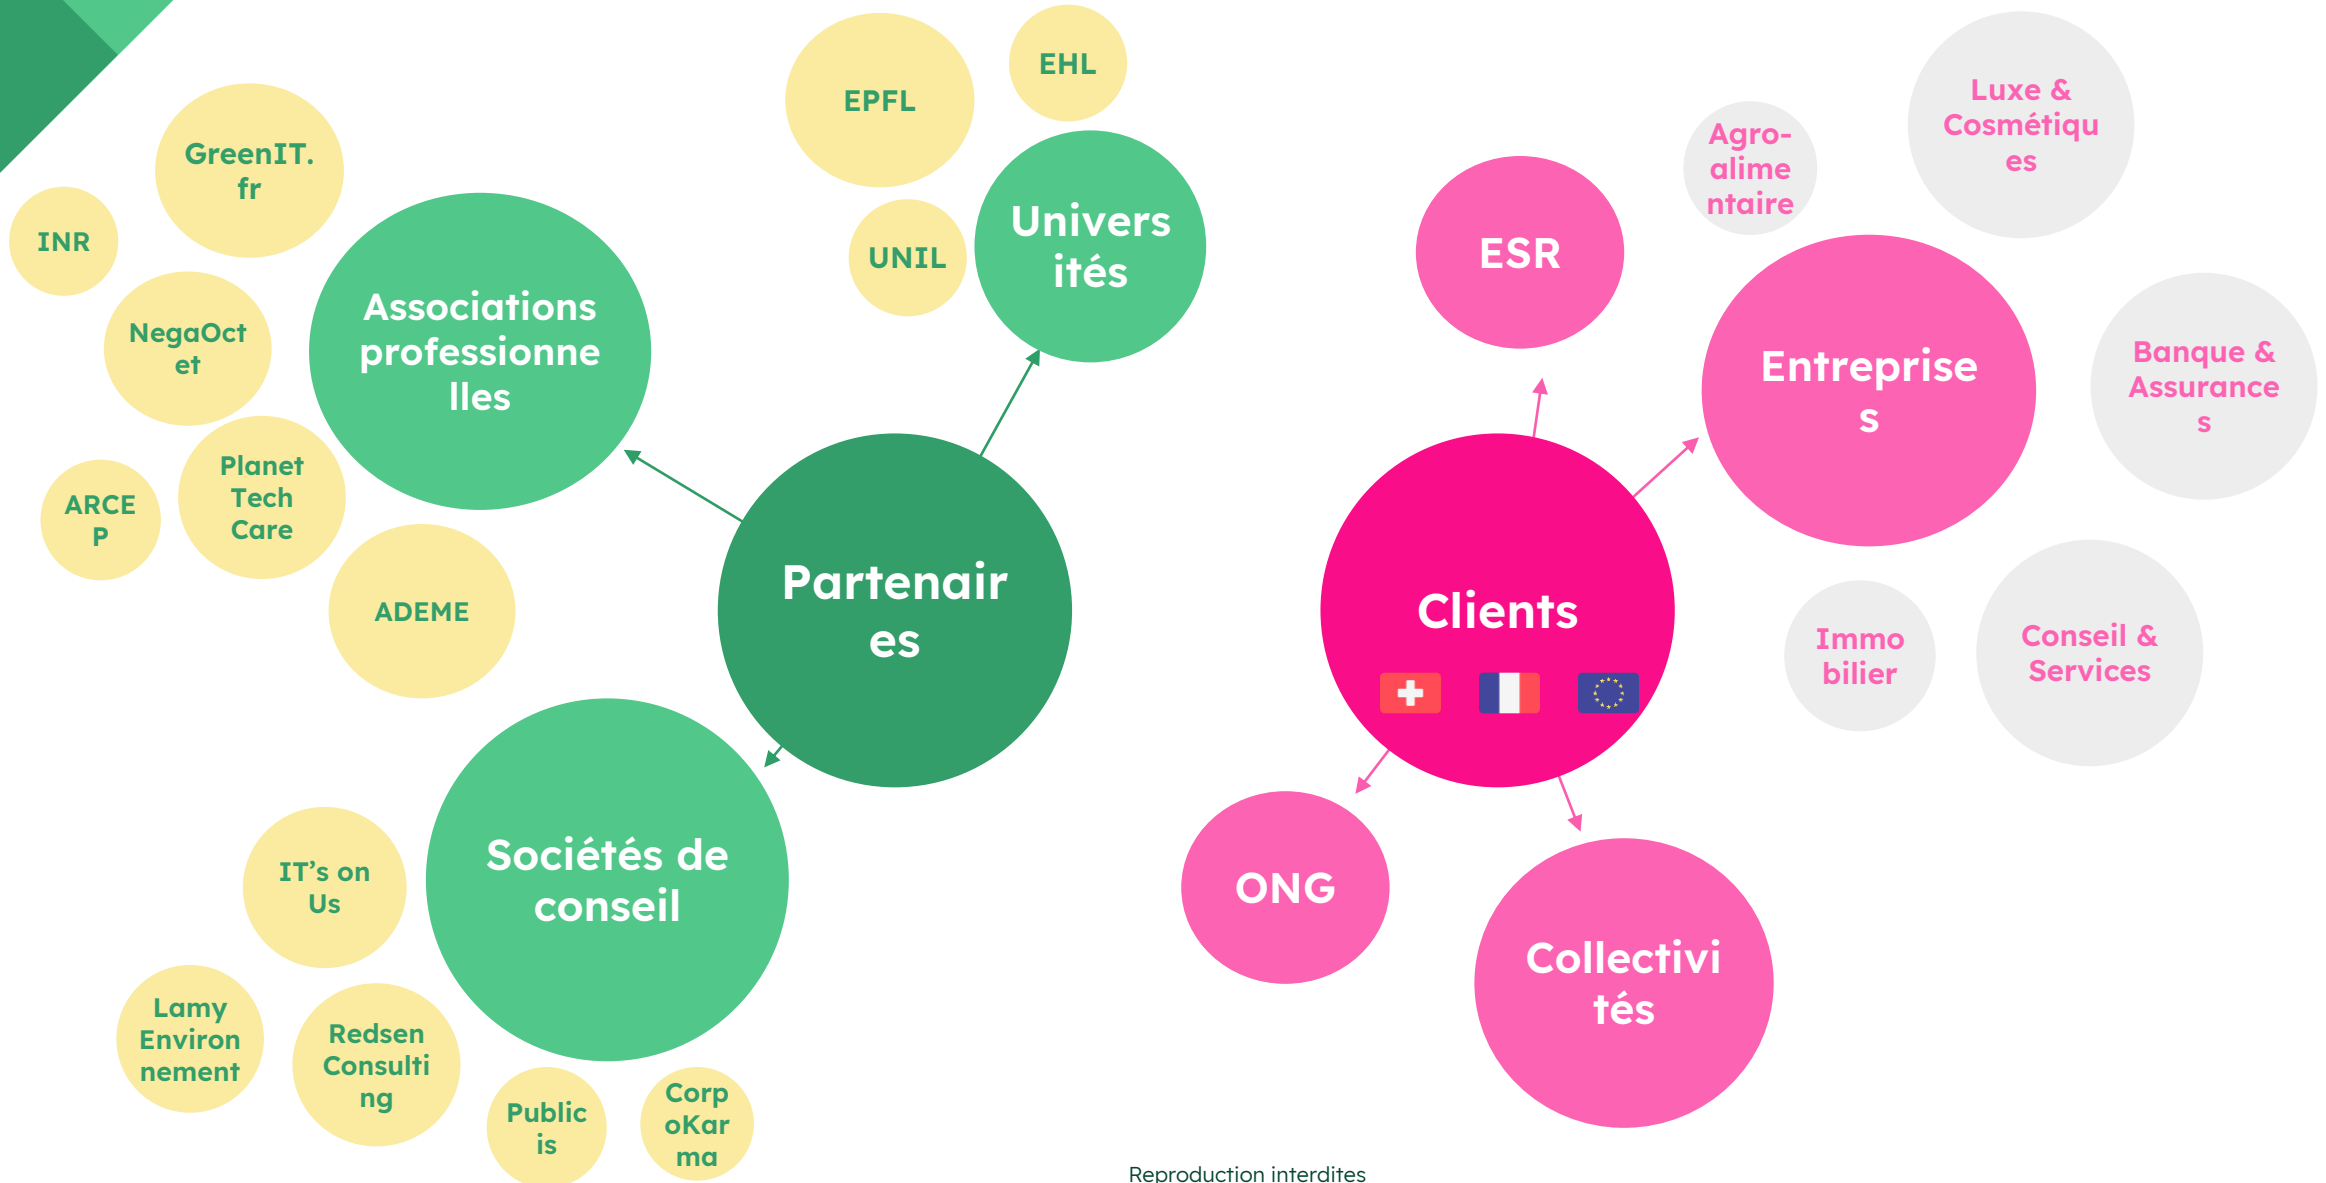 GreenIT.
fr
INR
NegaOct
et
Planet
Tech
Care
ARCE
P
ADEME
Associations
professionne
lles
EPFL
EHL
UNIL
Univers
ités
Partenair
es
Sociétés de
conseil
IT’s on
Us
Lamy
Environ
nement
Redsen
Consulti
ng
Public
is
Corp
oKar
ma
ESR
Agro-
alime
ntaire
Luxe &
Cosmétiqu
es
Entreprise
s
Banque &
Assurance
s
Immo
bilier
Conseil &
Services
Clients
ONG
Collectivi
tés
Reproduction interdites